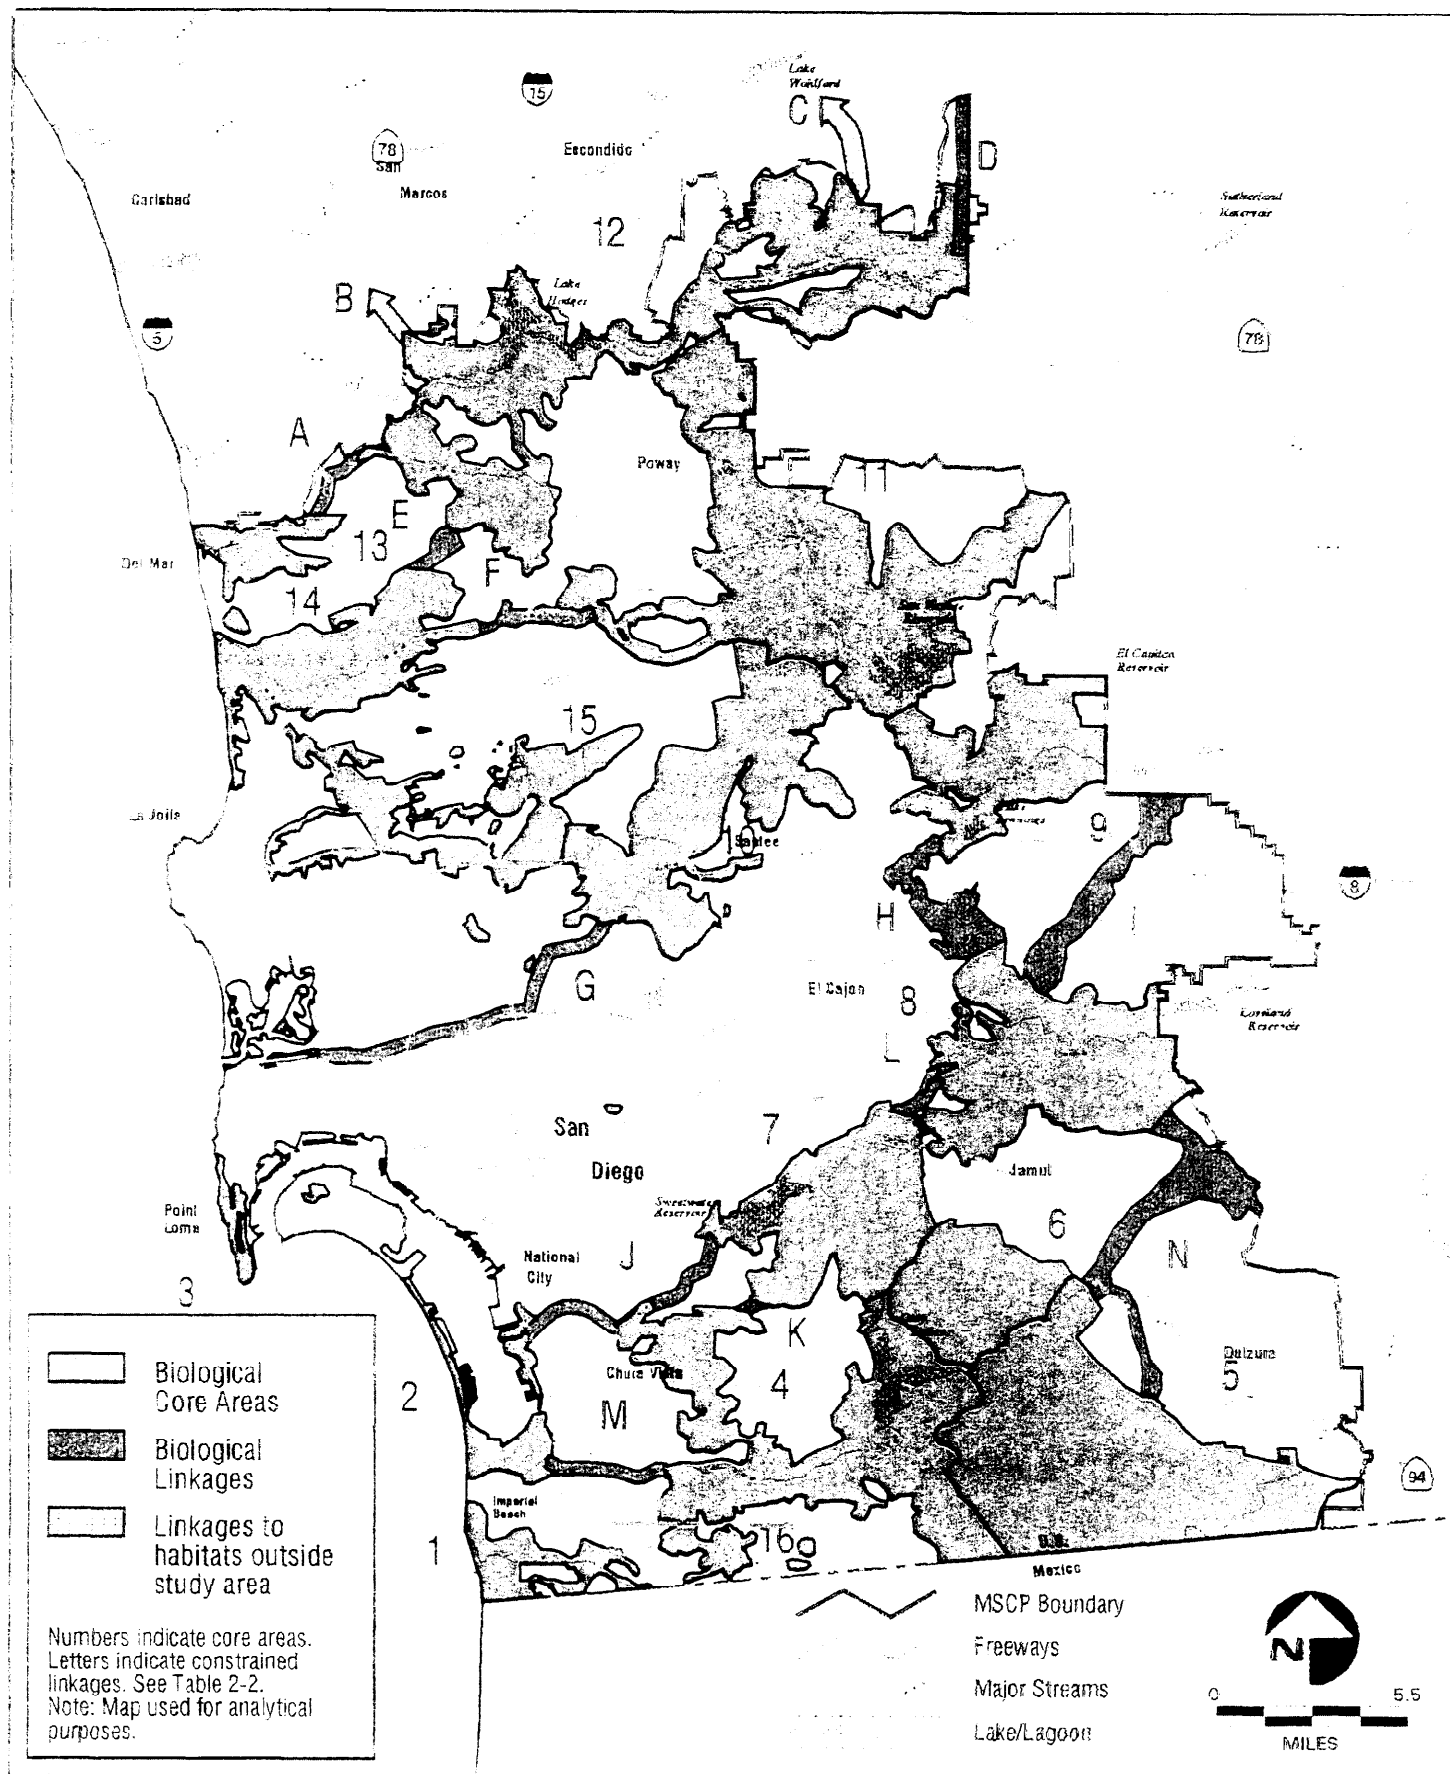 Lake
Wohlford
C
15
78
San
Marcos
Escondido
D
Carlsbad
Sutherland
Reservoir
12
B
Lake
Hodges
5
78
A
Poway
11
E
13
Del Mar
F
14
San Vicente
Reservoir
El Capitan
Reservoir
15
La Jolla
9
10
Santee
8
H
I
G
El Cajon
8
Loveland
Reservoir
L
San
Diego
7
Jamul
Point
Loma
Sweetwater
Reservoir
6
National
City
J
N
3
K
Dulzura
5
Chula Vista
4
2
M
94
Imperial
Beach
1
16
U.S.
Mexico
Biological
Core Areas
Biological
Linkages
Linkages to
habitats outside
study area
Numbers indicate core areas.
Letters indicate constrained
linkages. See Table 2-2.
Note: Map used for analytical
purposes.
MSCP Boundary
Freeways
Major Streams
Lake/Lagoon
N
0 5.5
MILES